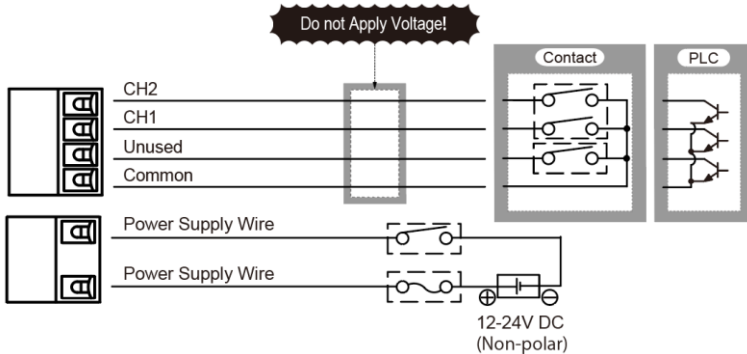 Do not Apply Voltage!
Contact
PLC
CH2
CH1
Unused
Common
Power Supply Wire
Power Supply Wire
12-24V DC
(Non-polar)